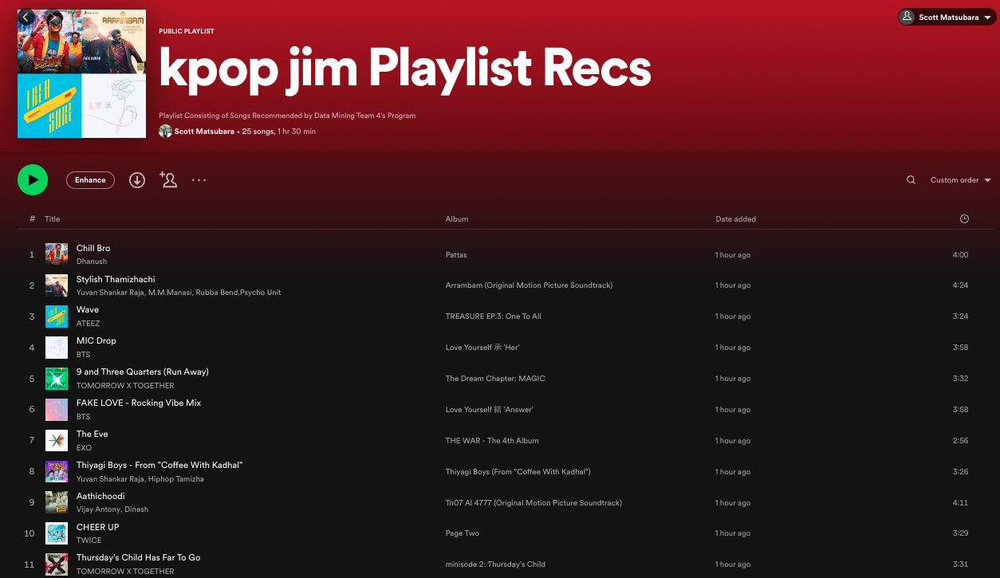 ARRAMBAM
LY 承
PUBLIC PLAYLIST
Scott Matsubara
kpop jim Playlist Recs
Playlist Consisting of Songs Recommended by Data Mining Team 4's Program
Scott Matsubara • 25 songs, 1 hr 30 min
Enhance
Custom order
# Title Album Date added
1 Chill Bro Pattas 1 hour ago 4:00
Dhanush
2 Stylish Thamizhachi Arrambam (Original Motion Picture Soundtrack) 1 hour ago 4:24
Yuvan Shankar Raja, M.M.Manasi, Rubba Bend.Psycho Unit
3 Wave TREASURE EP.3: One To All 1 hour ago 3:24
ATEEZ
4 MIC Drop Love Yourself 承 'Her' 1 hour ago 3:58
BTS
5 9 and Three Quarters (Run Away) The Dream Chapter: MAGIC 1 hour ago 3:32
TOMORROW X TOGETHER
6 FAKE LOVE - Rocking Vibe Mix Love Yourself 結 'Answer' 1 hour ago 3:58
BTS
7 The Eve THE WAR - The 4th Album 1 hour ago 2:56
EXO
8 Thiyagi Boys - From "Coffee With Kadhal" Thiyagi Boys (From "Coffee With Kadhal") 1 hour ago 3:26
Yuvan Shankar Raja, Hiphop Tamizha
9 Aathichoodi Tn07 Al 4777 (Original Motion Picture Soundtrack) 1 hour ago 4:11
Vijay Antony, Dinesh
10 CHEER UP Page Two 1 hour ago 3:29
TWICE
11 Thursday's Child Has Far To Go minisode 2: Thursday's Child 1 hour ago 3:31
TOMORROW X TOGETHER